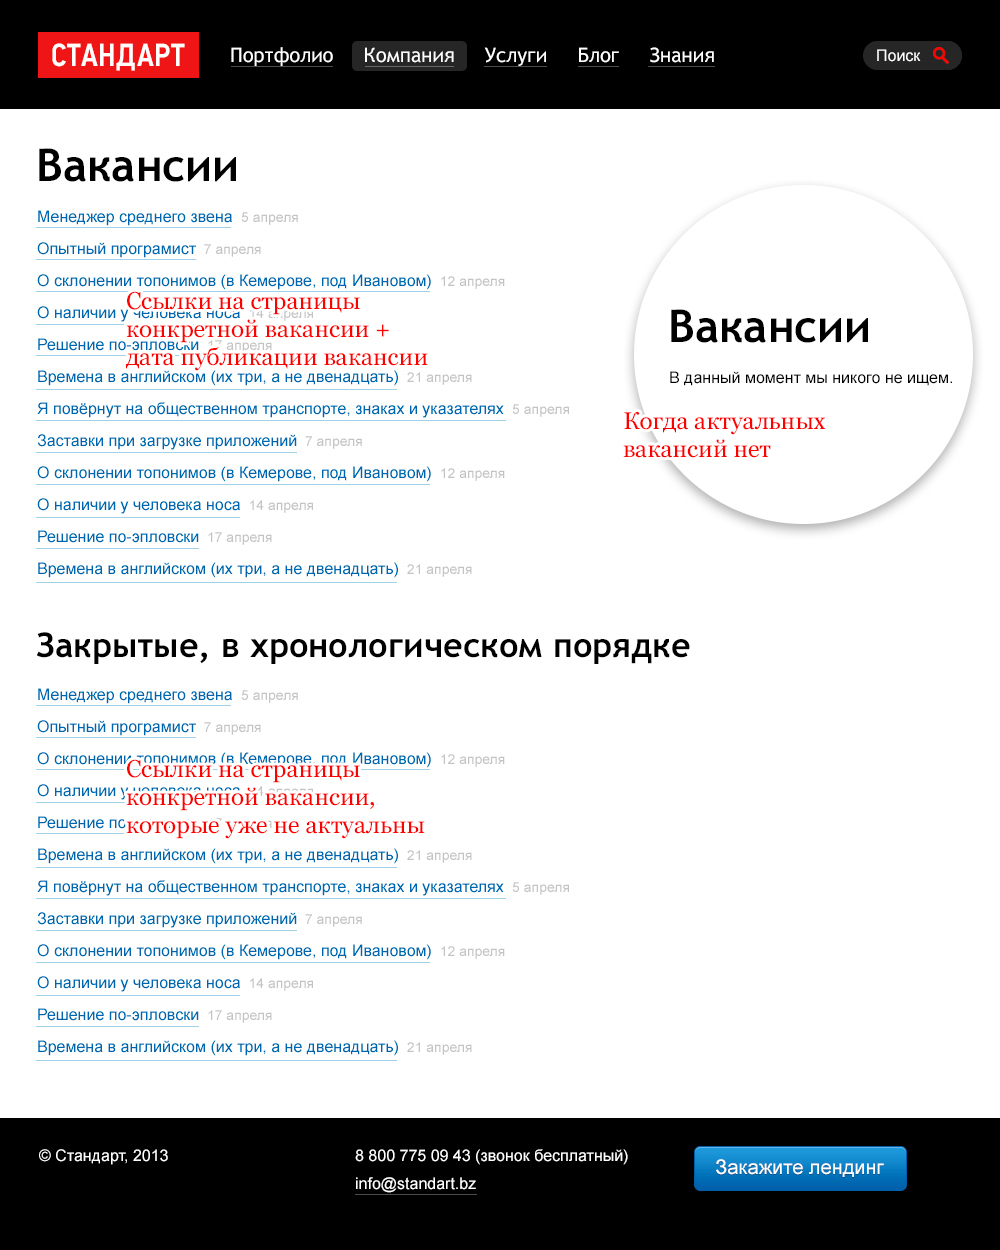 СТАНДАРТ
Портфолио
Компания
Услуги
Блог
Знания
Поиск
Вакансии
Менеджер среднего звена 5 апреля
Опытный програмист 7 апреля
О склонении топонимов (в Кемерове, под Ивановом) 12 апреля
О наличии у человека носа 14 апреля
Решение по-эпловски 17 апреля
Времена в английском (их три, а не двенадцать) 21 апреля
Я повёрнут на общественном транспорте, знаках и указателях 5 апреля
Заставки при загрузке приложений 7 апреля
О склонении топонимов (в Кемерове, под Ивановом) 12 апреля
О наличии у человека носа 14 апреля
Решение по-эпловски 17 апреля
Времена в английском (их три, а не двенадцать) 21 апреля
Ссылки на страницы
конкретной вакансии +
дата публикации вакансии
Вакансии
В данный момент мы никого не ищем.
Когда актуальных
вакансий нет
Закрытые, в хронологическом порядке
Менеджер среднего звена 5 апреля
Опытный програмист 7 апреля
О склонении топонимов (в Кемерове, под Ивановом) 12 апреля
О наличии у человека носа
Решение
Времена в английском (их три, а не двенадцать) 21 апреля
Я повёрнут на общественном транспорте, знаках и указателях 5 апреля
Заставки при загрузке приложений 7 апреля
О склонении топонимов (в Кемерове, под Ивановом) 12 апреля
О наличии у человека носа 14 апреля
Решение по-эпловски 17 апреля
Времена в английском (их три, а не двенадцать) 21 апреля
Ссылки на страницы
конкретной вакансии,
которые уже не актуальны
© Стандарт, 2013
8 800 775 09 43 (звонок бесплатный)
info@standart.bz
Закажите лендинг